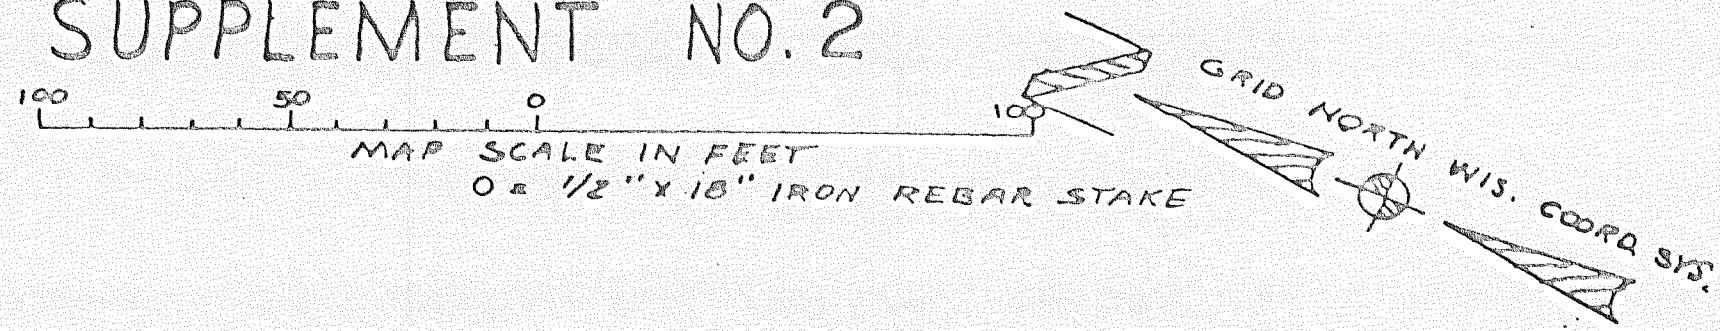 SUPPLEMENT NO. 2
100 50 0 100
MAP SCALE IN FEET
O = 1/2" X 18" IRON REBAR STAKE
N
GRID NORTH WIS. COORD. SYS.